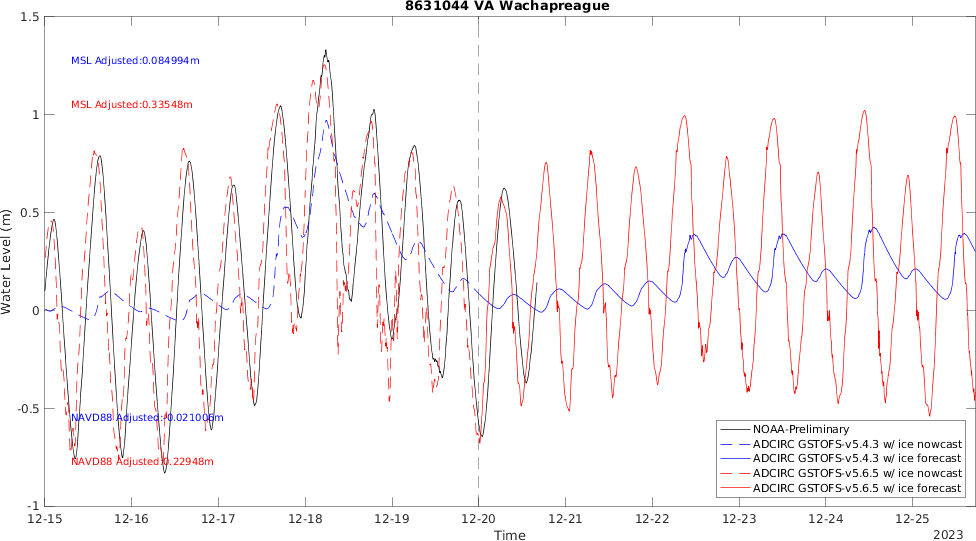 8631044 VA Wachapreague
1.5
1
0.5
0
-0.5
-1
Water Level (m)
MSL Adjusted:0.084994m
MSL Adjusted:0.33548m
NAVD88 Adjusted:-0.021006m
NAVD88 Adjusted:0.22948m
NOAA-Preliminary
ADCIRC GSTOFS-v5.4.3 w/ ice nowcast
ADCIRC GSTOFS-v5.4.3 w/ ice forecast
ADCIRC GSTOFS-v5.6.5 w/ ice nowcast
ADCIRC GSTOFS-v5.6.5 w/ ice forecast
12-15 12-16 12-17 12-18 12-19 12-20 12-21 12-22 12-23 12-24 12-25
Time
2023